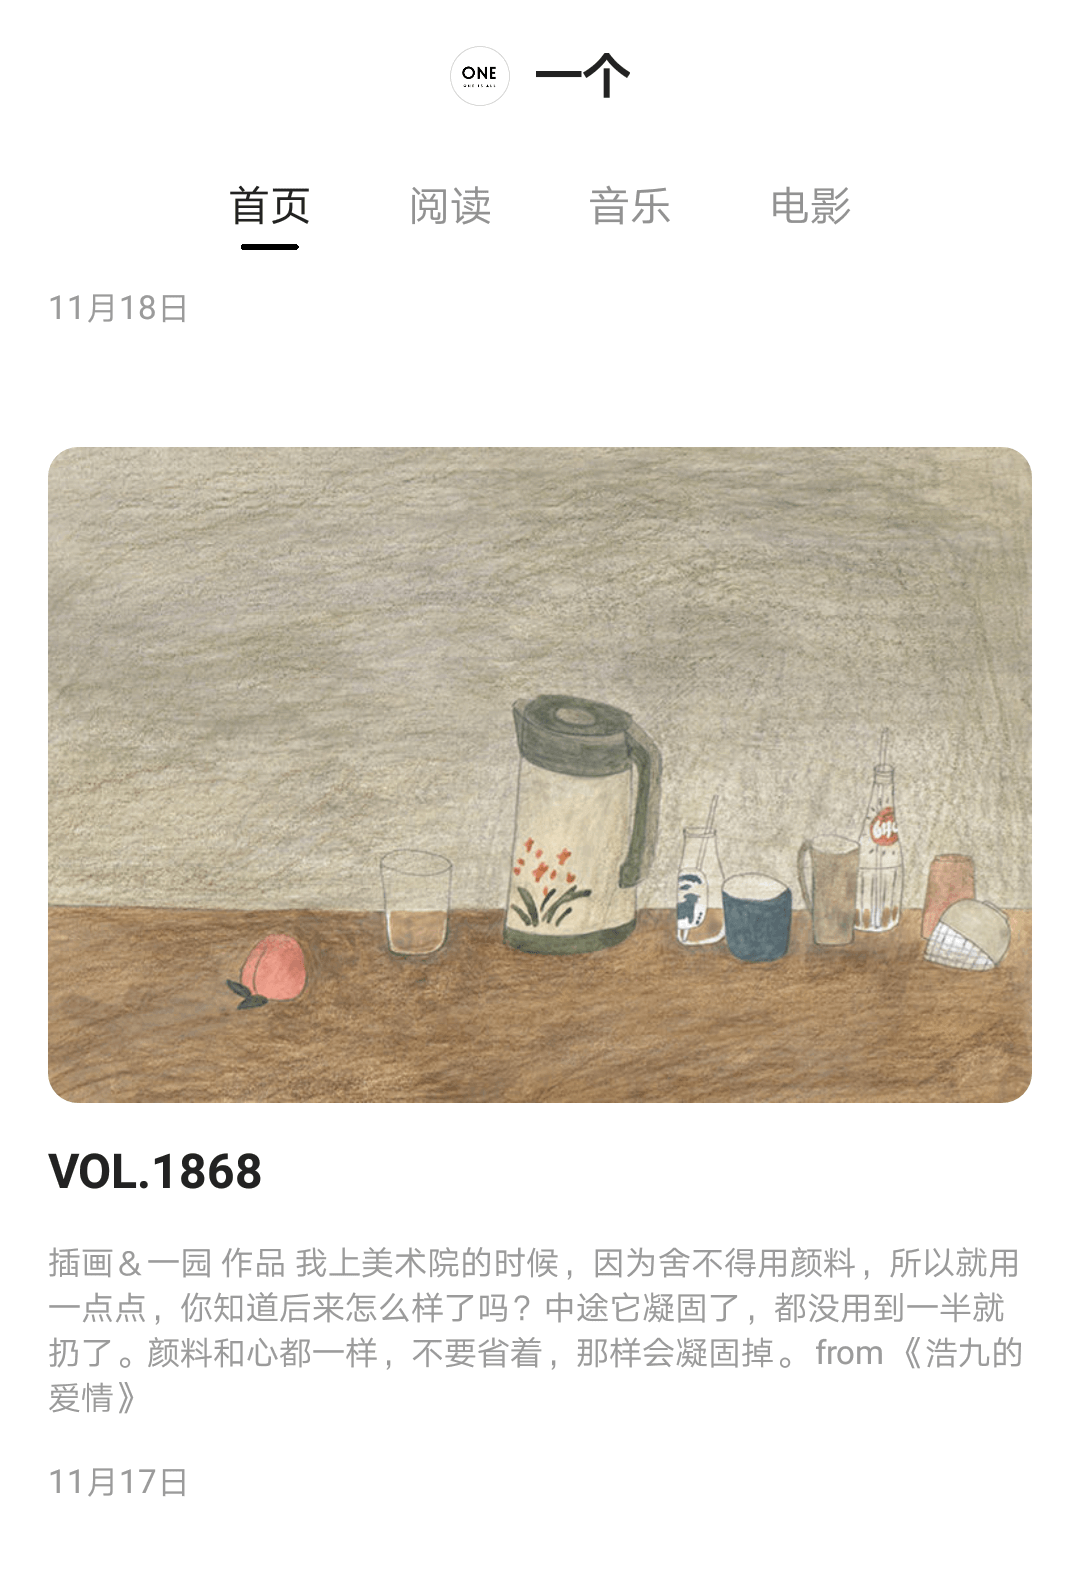 ONE
ONE IS ALL
一个
首页 阅读 音乐 电影
11月18日
VOL.1868
插画&一园 作品 我上美术院的时候，因为舍不得用颜料，所以就用
一点点，你知道后来怎么样了吗？中途它凝固了，都没用到一半就
扔了。颜料和心都一样，不要省着，那样会凝固掉。from《浩九的
爱情》
11月17日